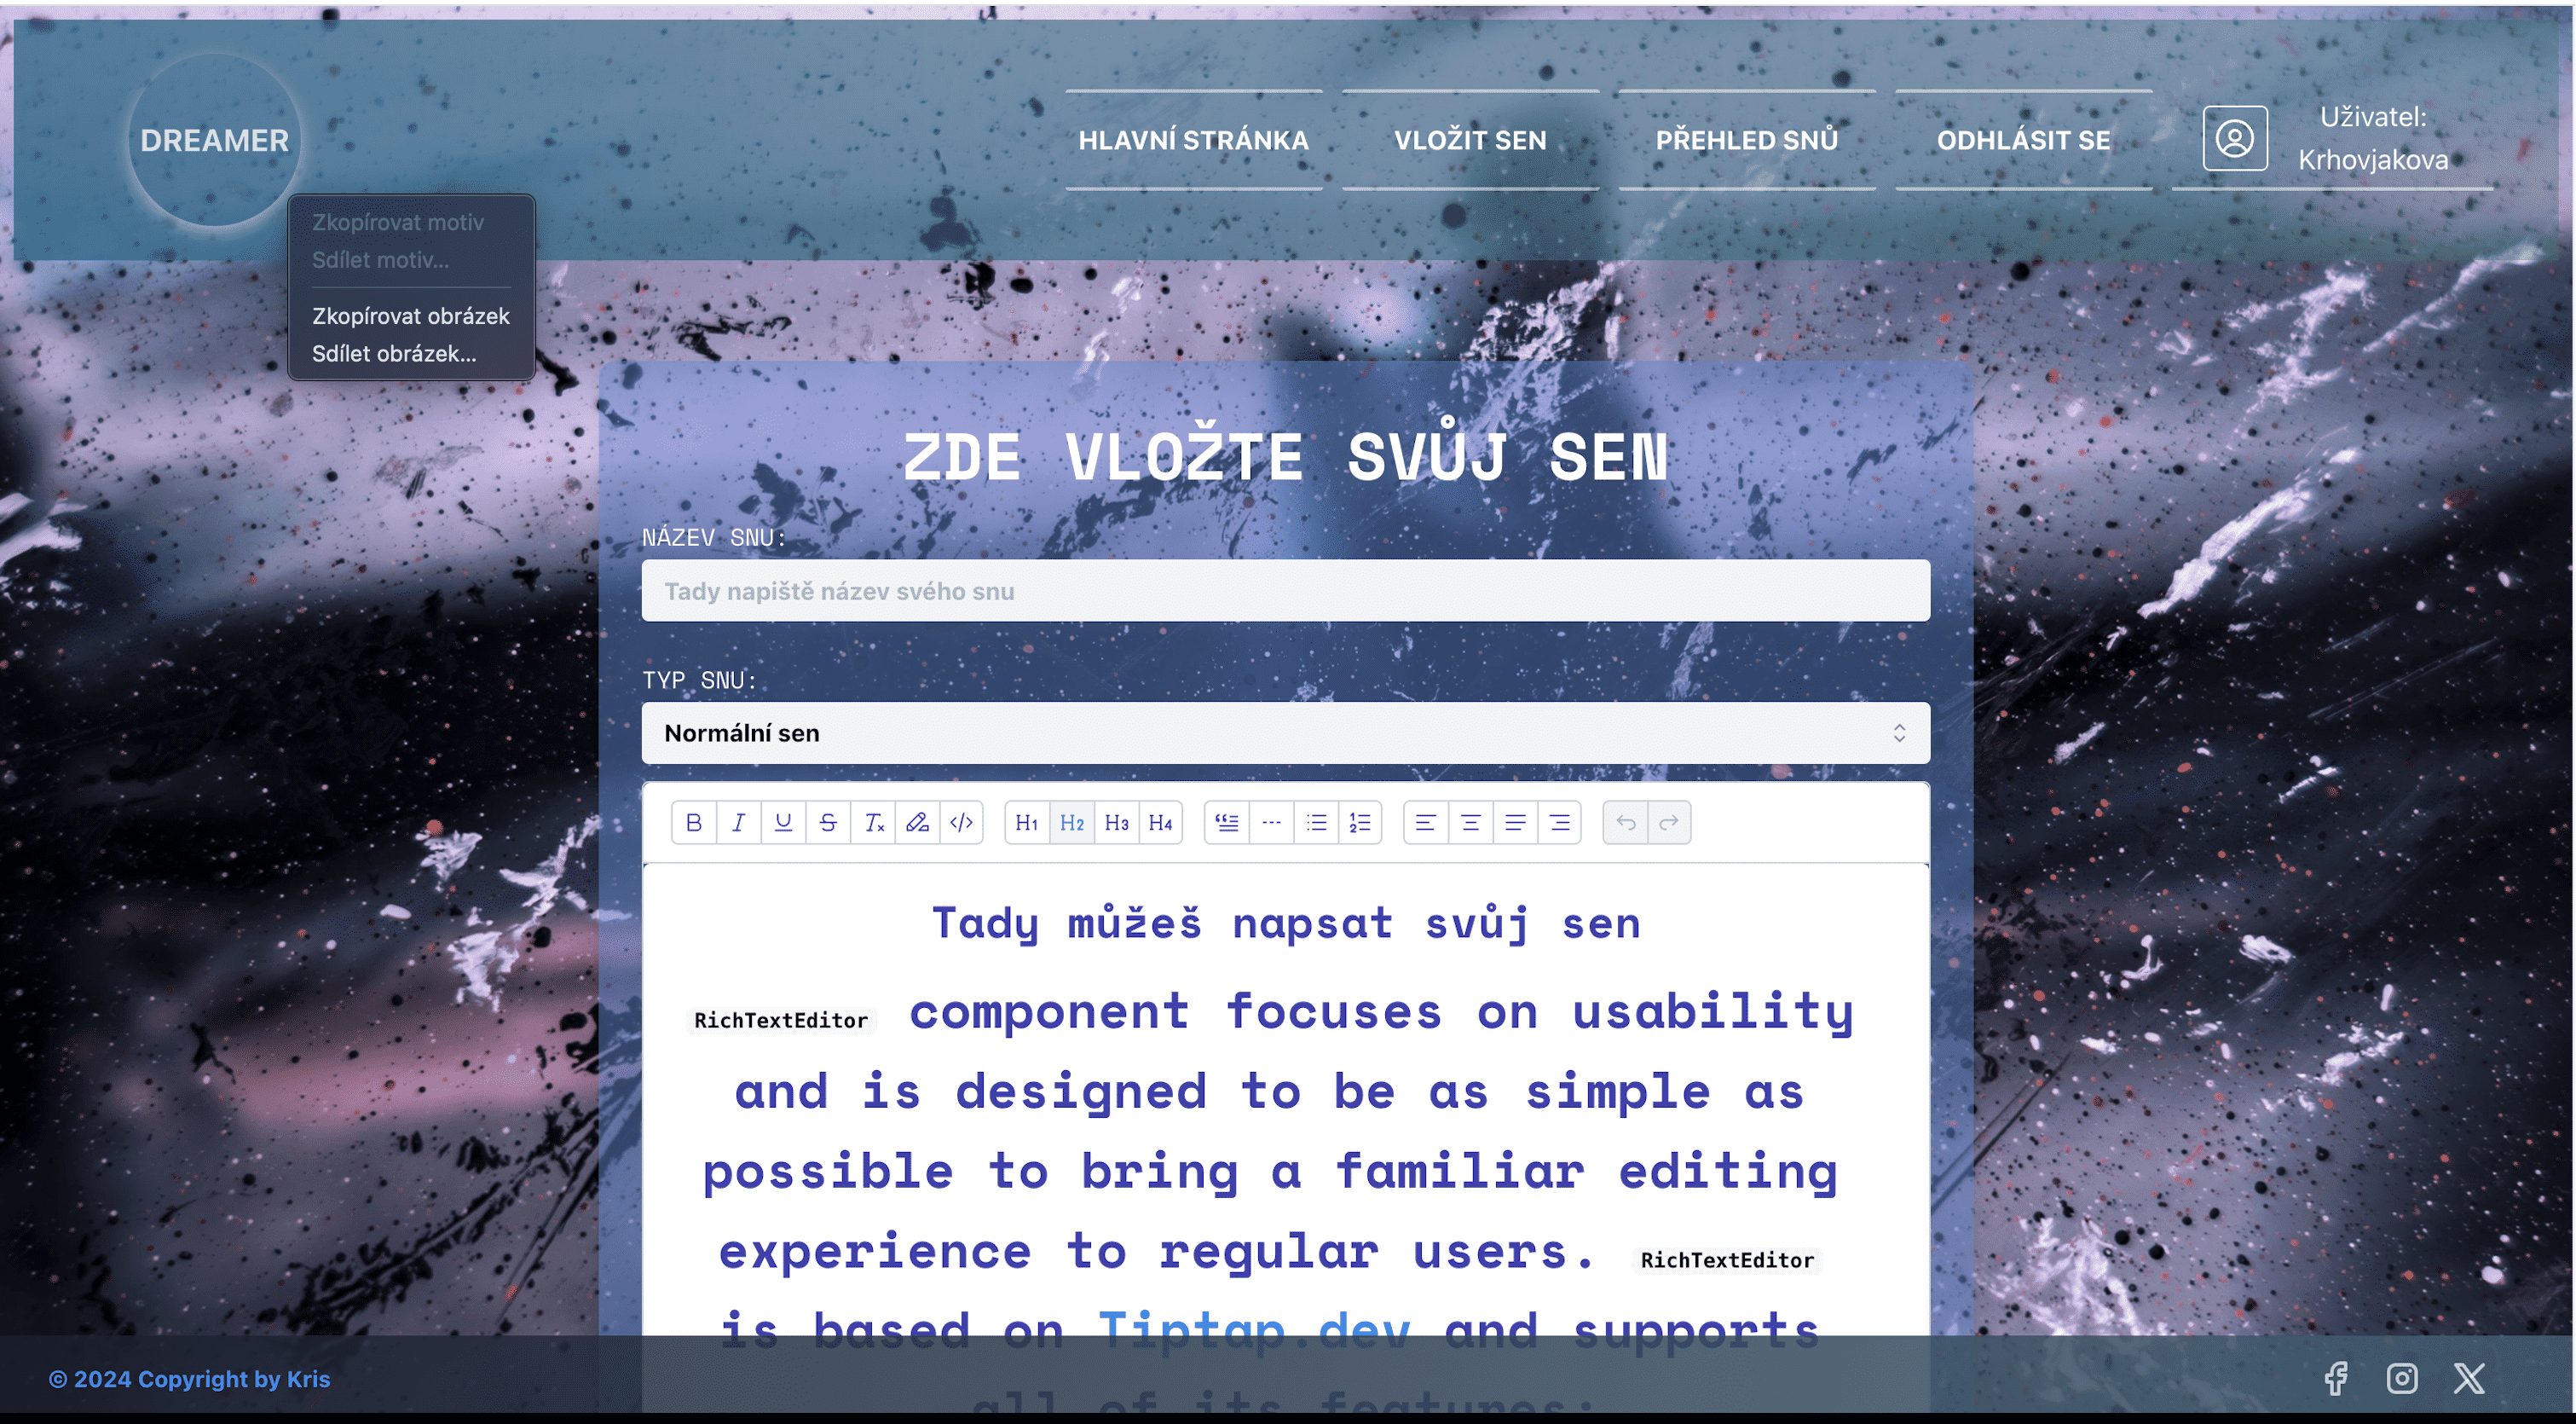 DREAMER
HLAVNÍ STRÁNKA
VLOŽIT SEN
PŘEHLED SNŮ
ODHLÁSIT SE
Uživatel:
Krhovjakova
Zkopírovat motiv
Sdílet motiv...
Zkopírovat obrázek
Sdílet obrázek...
ZDE VLOŽTE SVŮJ SEN
NÁZEV SNU:
Tady napiště název svého snu
TYP SNU:
Normální sen
B I U S Tx </> H1 H2 H3 H4
Tady můžeš napsat svůj sen
RichTextEditor component focuses on usability
and is designed to be as simple as
possible to bring a familiar editing
experience to regular users. RichTextEditor
is based on Tiptap.dev and supports
all of its features:
© 2024 Copyright by Kris